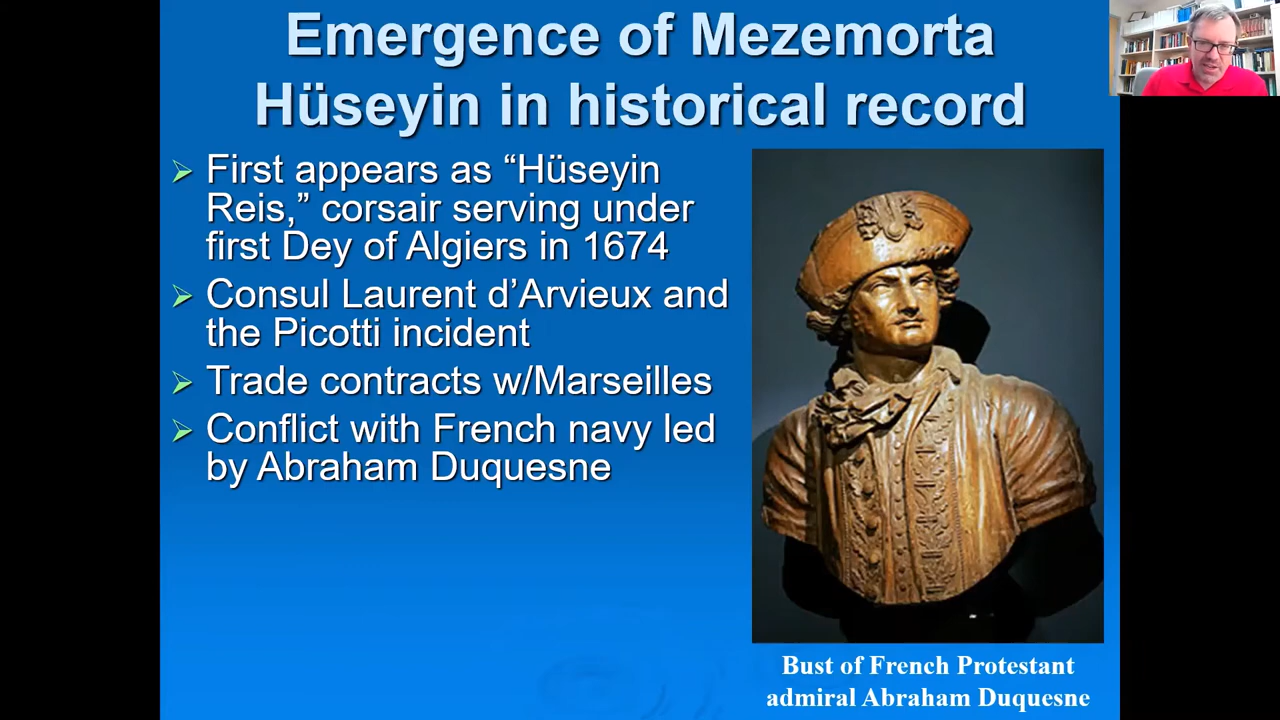 Emergence of Mezemorta
Hüseyin in historical record
➢ First appears as “Hüseyin
Reis,” corsair serving under
first Dey of Algiers in 1674
➢ Consul Laurent d’Arvieux and
the Picotti incident
➢ Trade contracts w/Marseilles
➢ Conflict with French navy led
by Abraham Duquesne
Bust of French Protestant
admiral Abraham Duquesne